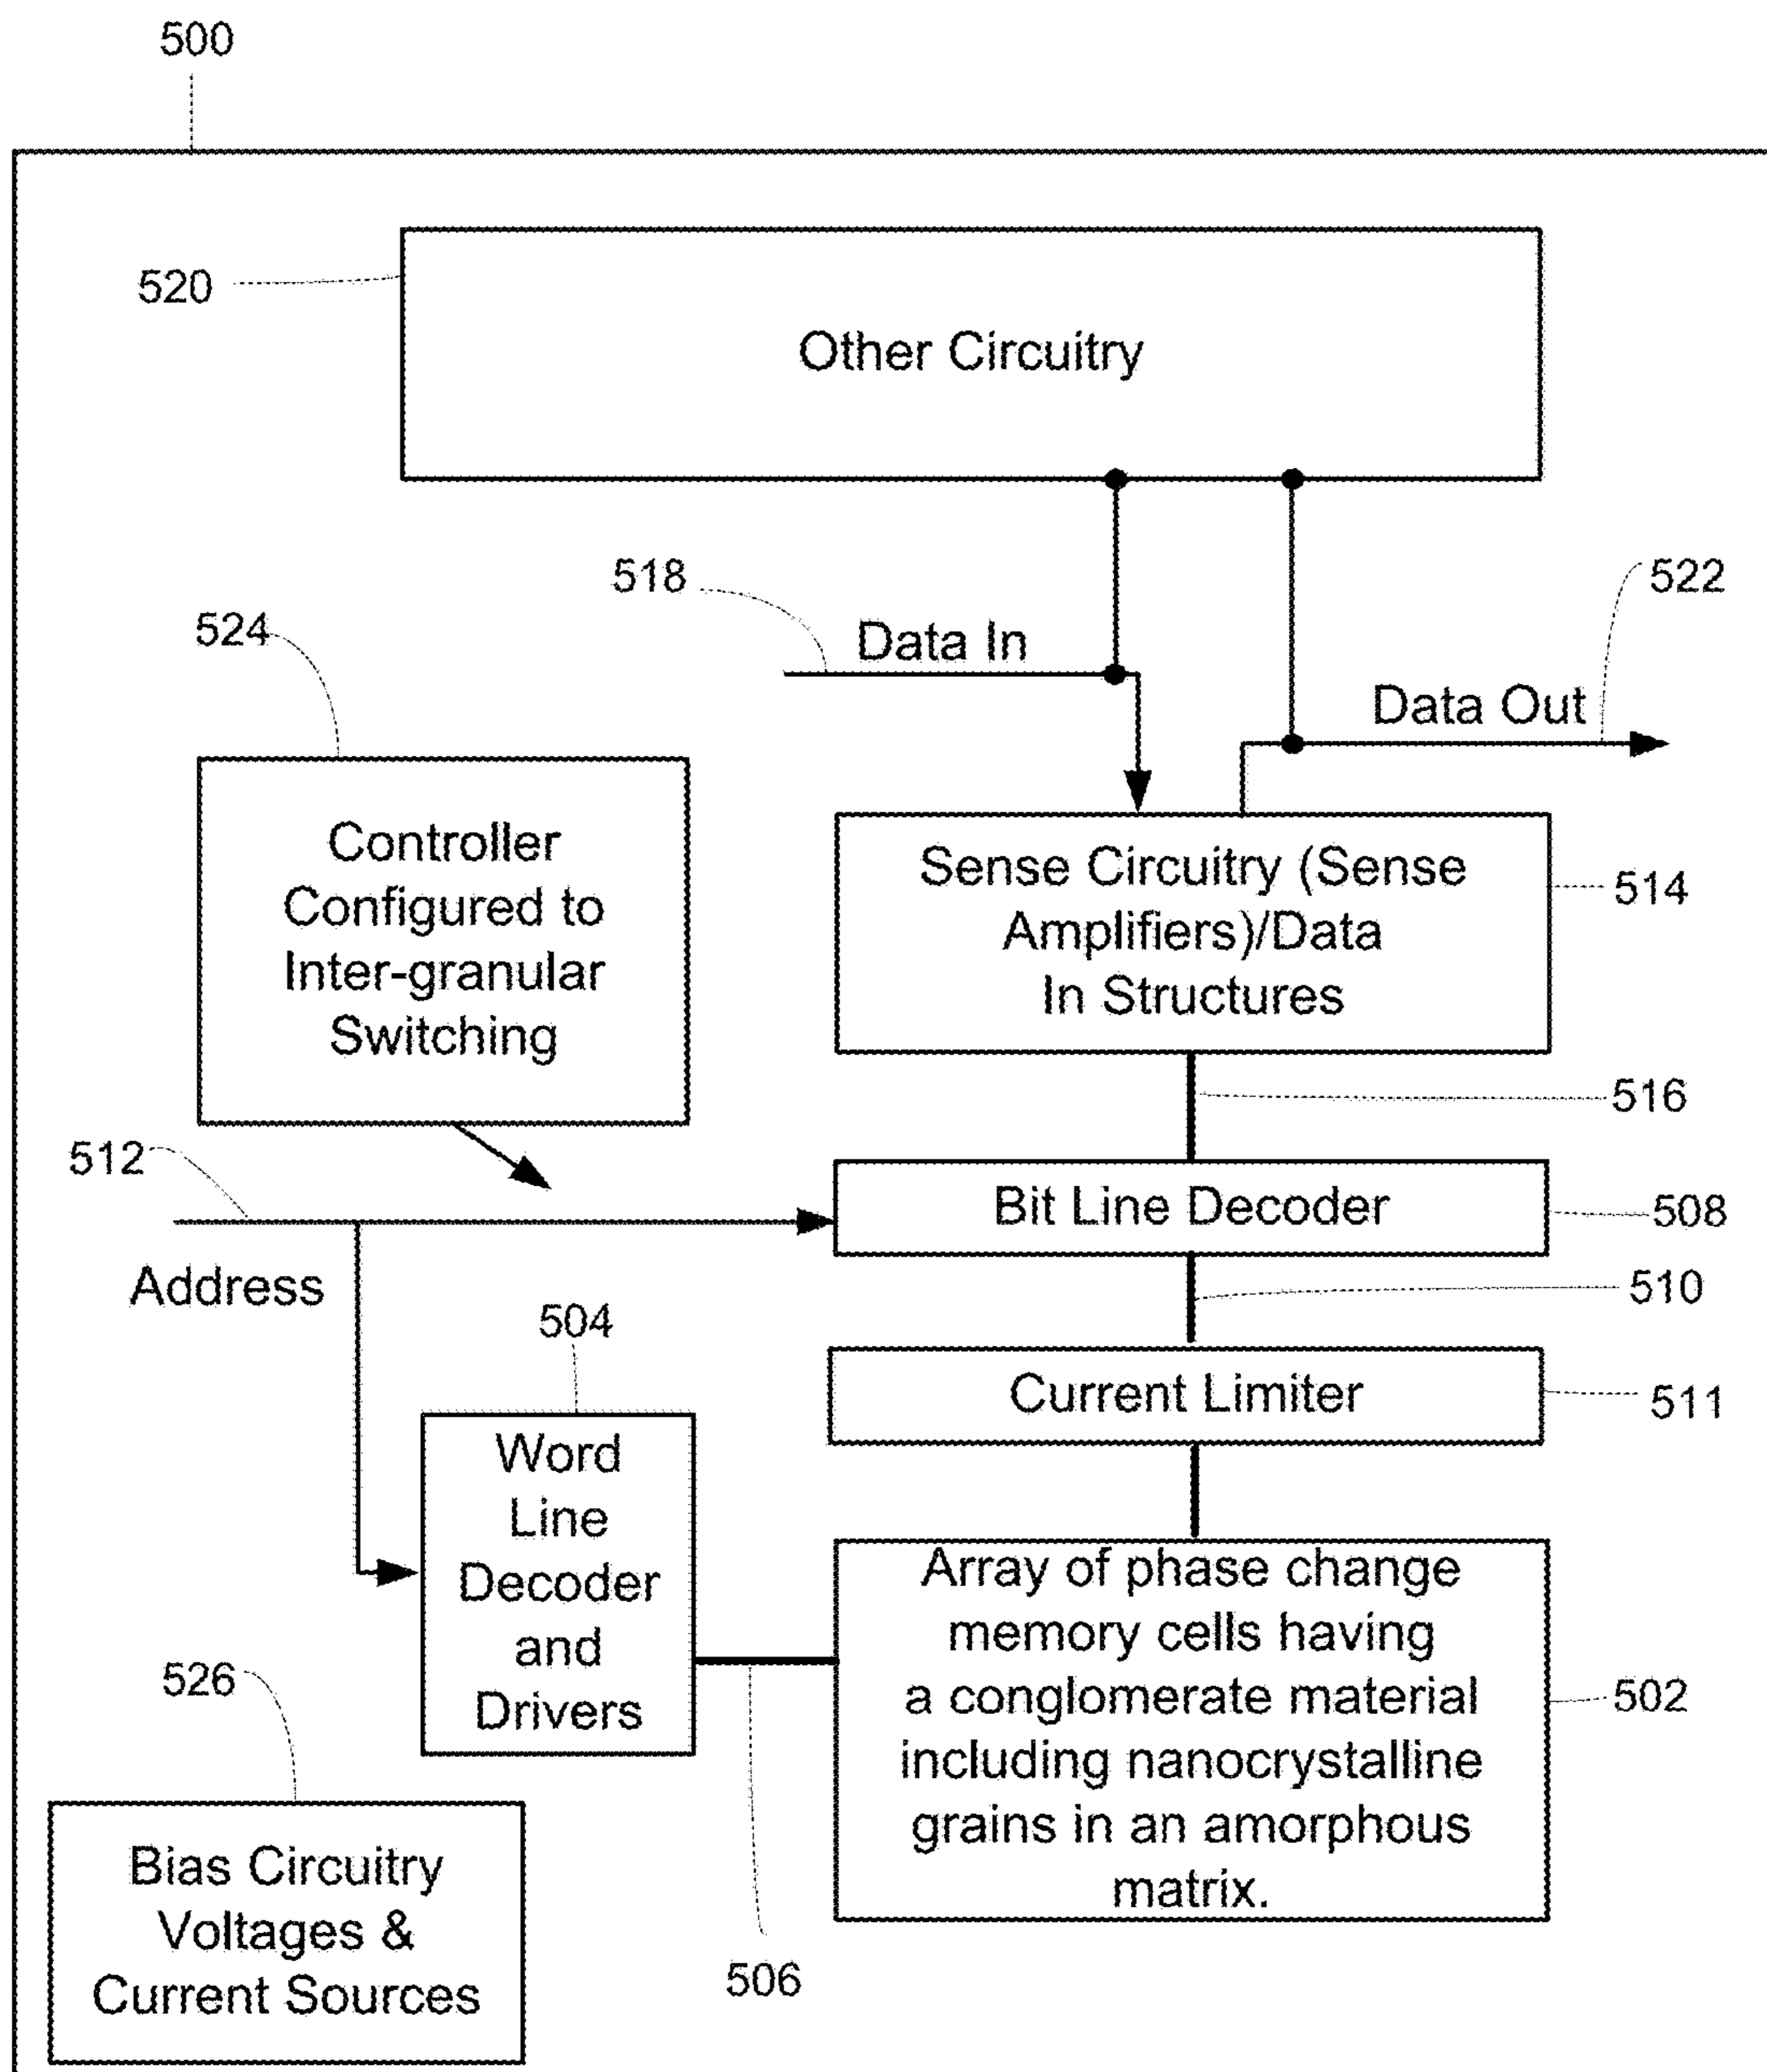 500
520
Other Circuitry
518
522
Data In
524
Data Out
Controller
Configured to
Inter-granular
Switching
Sense Circuitry (Sense
Amplifiers)/Data
In Structures
514
516
512
Bit Line Decoder
508
Address
510
504
Current Limiter
511
Word
Line
Decoder
and
Drivers
Array of phase change
memory cells having
a conglomerate material
including nanocrystalline
grains in an amorphous
matrix.
502
526
506
Bias Circuitry
Voltages &
Current Sources